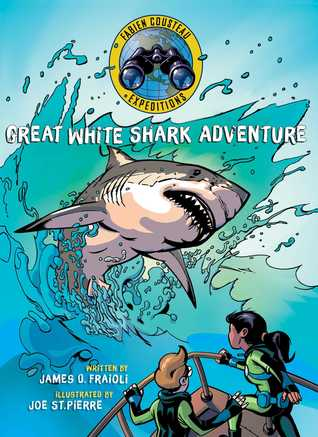 FABIEN COUSTEAU
EXPEDITIONS
GREAT WHITE SHARK ADVENTURE
WRITTEN BY
JAMES O. FRAIOLI
ILLUSTRATED BY
JOE ST.PIERRE